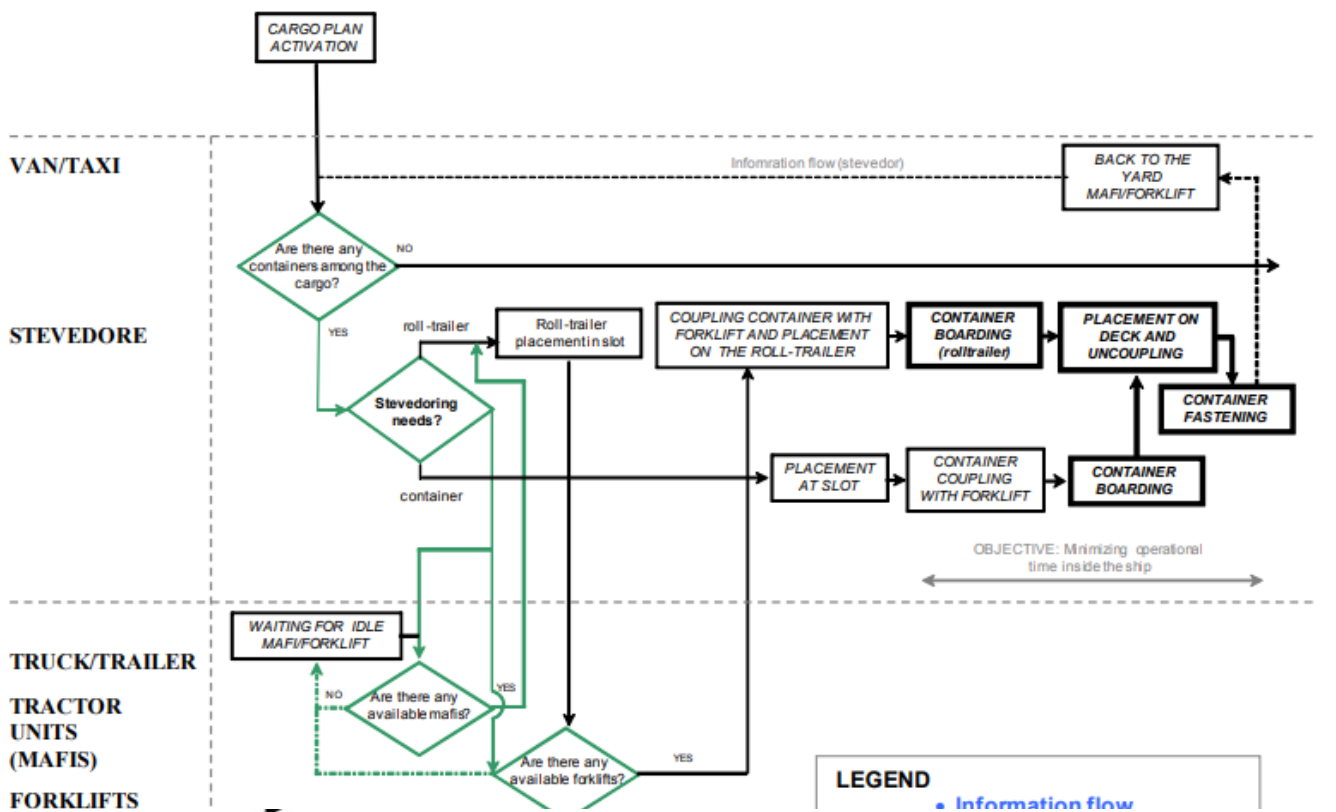 CARGO PLAN
ACTIVATION
VAN/TAXI
Infomration flow (stevedor)
BACK TO THE
YARD
MAFI/FORKLIFT
Are there any
containers among the
cargo?
NO
YES
STEVEDORE
roll-trailer
Roll-trailer
placement in slot
COUPLING CONTAINER WITH
FORKLIFT AND PLACEMENT
ON THE ROLL-TRAILER
CONTAINER
BOARDING
(rolltrailer)
PLACEMENT ON
DECK AND
UNCOUPLING
CONTAINER
FASTENING
Stevedoring
needs?
container
PLACEMENT
AT SLOT
CONTAINER
COUPLING
WITH FORKLIFT
CONTAINER
BOARDING
OBJECTIVE: Minimizing operational
time inside the ship
WAITING FOR IDLE
MAFI/FORKLIFT
TRUCK/TRAILER
TRACTOR
UNITS
(MAFIS)
FORKLIFTS
NO
Are there any
available mafis?
YES
Are there any
available forklifts?
YES
LEGEND
• Information flow